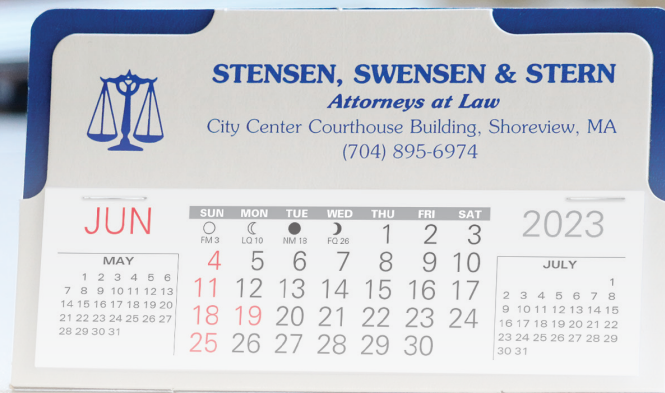 STENSEN, SWENSEN & STERN
Attorneys at Law
City Center Courthouse Building, Shoreview, MA
(704) 895-6974
JUN
2023
SUN MON TUE WED THU FRI SAT
FM 3 LQ 10 NM 18 FQ 26 1 2 3
4 5 6 7 8 9 10
11 12 13 14 15 16 17
18 19 20 21 22 23 24
25 26 27 28 29 30
MAY
1 2 3 4 5 6
7 8 9 10 11 12 13
14 15 16 17 18 19 20
21 22 23 24 25 26 27
28 29 30 31
JULY
1
2 3 4 5 6 7 8
9 10 11 12 13 14 15
16 17 18 19 20 21 22
23 24 25 26 27 28 29
30 31